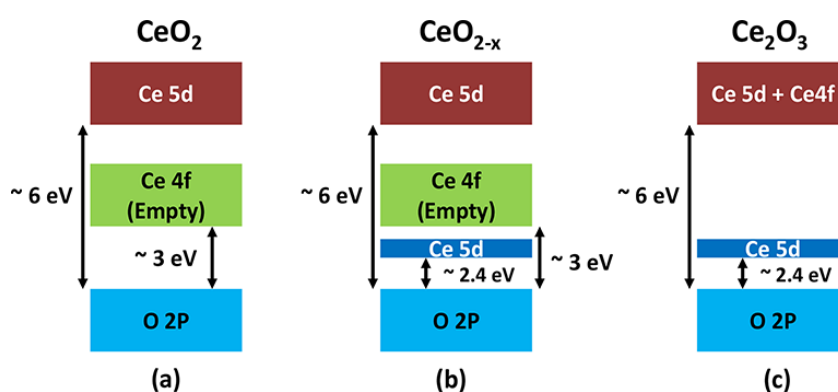 CeO₂
Ce 5d
~ 6 eV
Ce 4f
(Empty)
~ 3 eV
O 2P
(a)
CeO₂₋ₓ
Ce 5d
~ 6 eV
Ce 4f
(Empty)
Ce 5d
~ 2.4 eV
~ 3 eV
O 2P
(b)
Ce₂O₃
Ce 5d + Ce4f
~ 6 eV
Ce 5d
~ 2.4 eV
O 2P
(c)